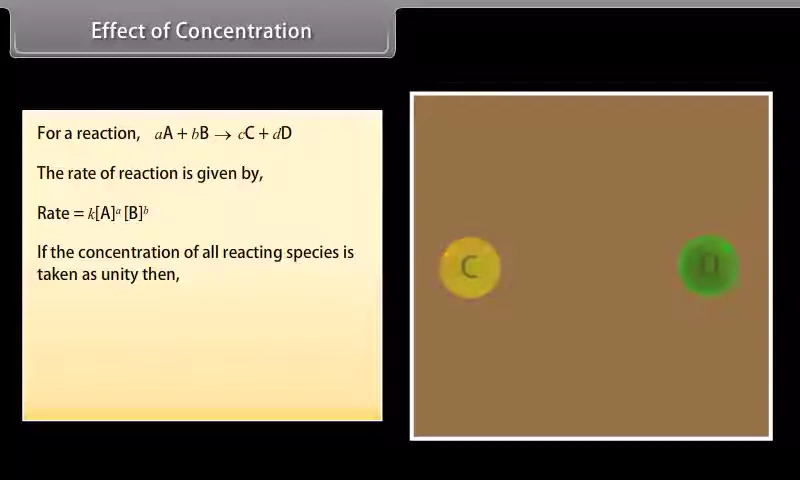 Effect of Concentration
For a reaction, aA + bB → cC + dD
The rate of reaction is given by,
Rate = k[A]ᵃ [B]ᵇ
If the concentration of all reacting species is
taken as unity then,
C D